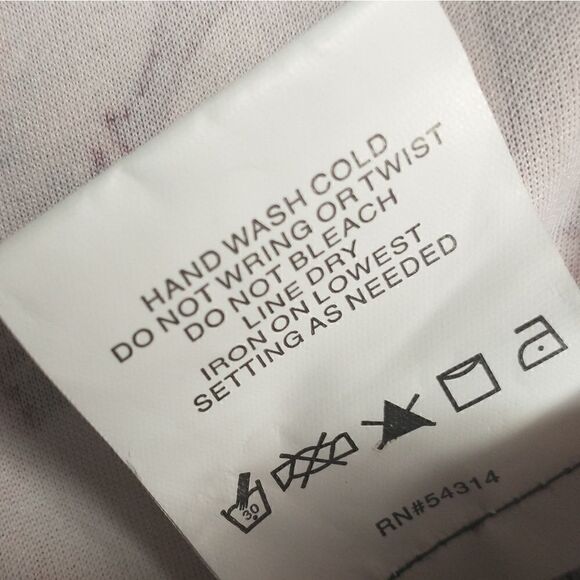 HAND WASH COLD
DO NOT WRING OR TWIST
DO NOT BLEACH
LINE DRY
IRON ON LOWEST
SETTING AS NEEDED
30°
RN#54314